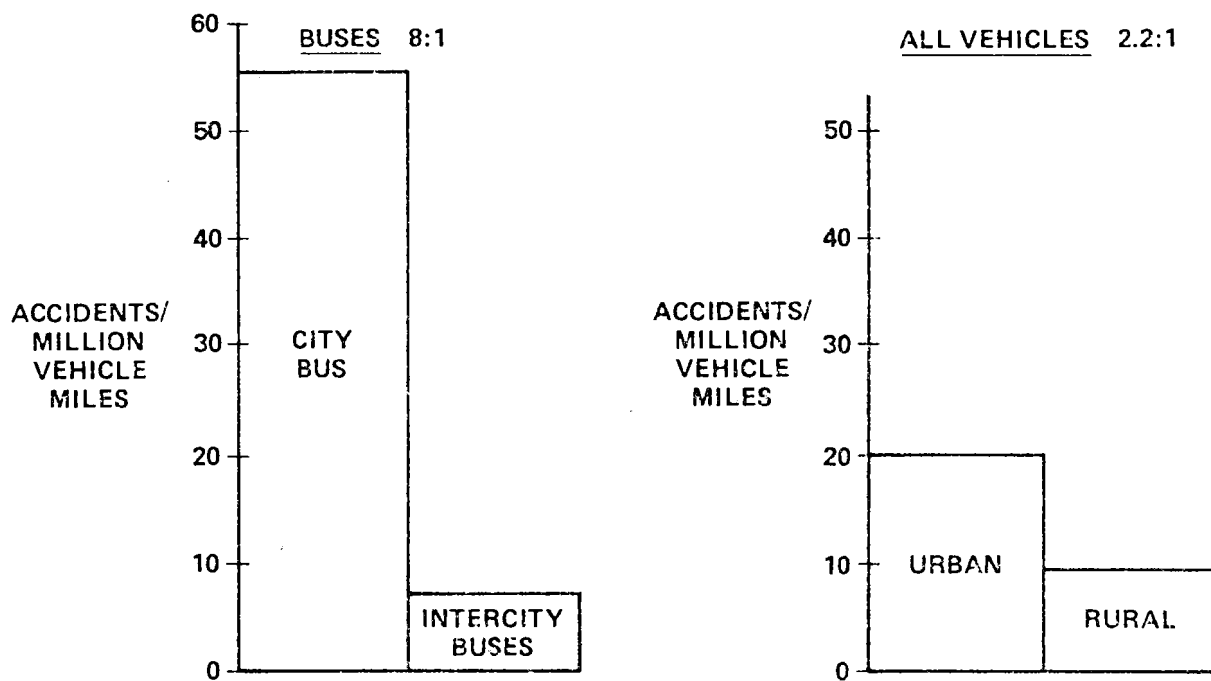 BUSES 8:1
60
50
40
30
20
10
0
ACCIDENTS/
MILLION
VEHICLE
MILES
CITY
BUS
INTERCITY
BUSES
ALL VEHICLES 2.2:1
50
40
30
20
10
0
ACCIDENTS/
MILLION
VEHICLE
MILES
URBAN
RURAL